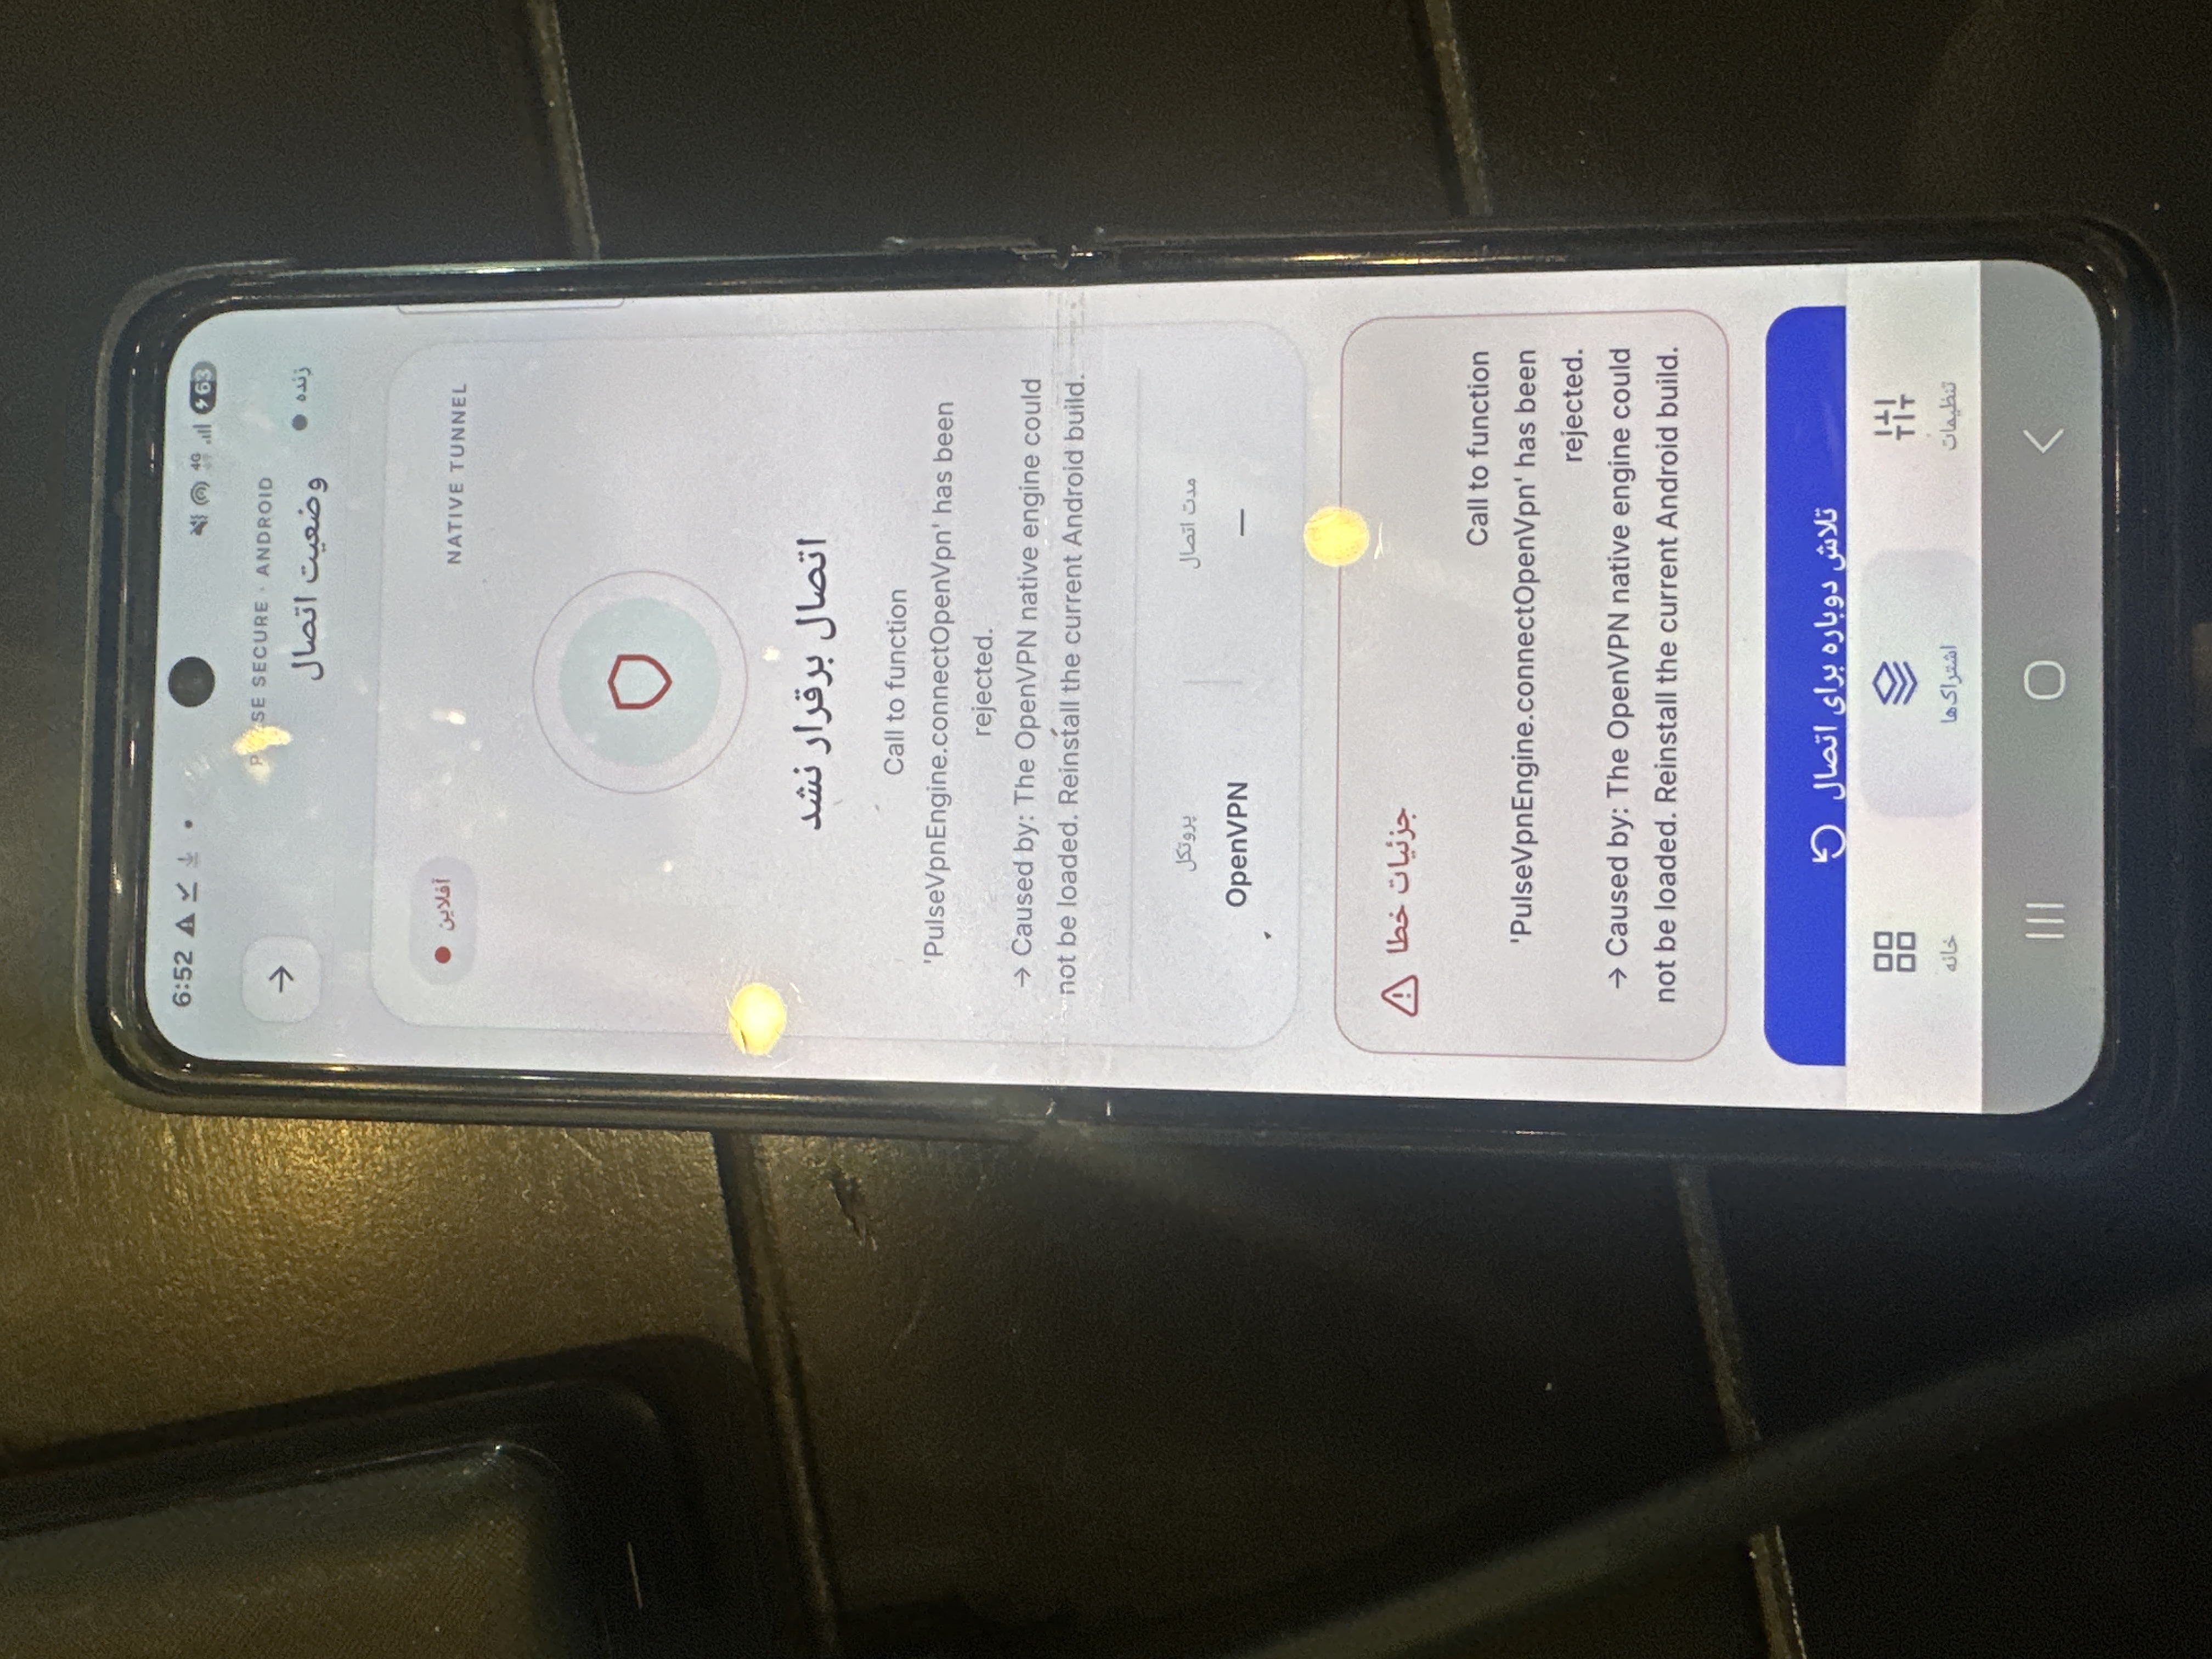 6:52
4G
63
SE SECURE · ANDROID
وضعیت اتصال
زنده
آفلاین
NATIVE TUNNEL
اتصال برقرار نشد
Call to function
'PulseVpnEngine.connectOpenVpn' has been
rejected.
→ Caused by: The OpenVPN native engine could
not be loaded. Reinstall the current Android build.
مدت اتصال
—
پروتکل
OpenVPN
جزئیات خطا
Call to function
'PulseVpnEngine.connectOpenVpn' has been
rejected.
→ Caused by: The OpenVPN native engine could
not be loaded. Reinstall the current Android build.
تلاش دوباره برای اتصال
تنظیمات
اشتراک‌ها
خانه